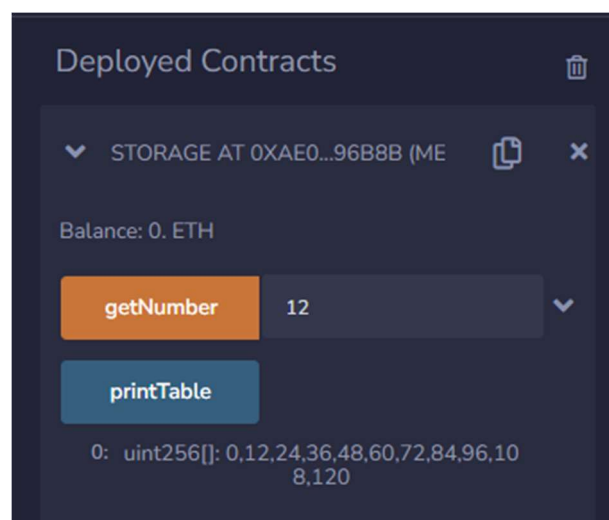 Deployed Contracts
STORAGE AT 0XAE0...96B8B (ME
Balance: 0. ETH
getNumber 12
printTable
0: uint256[]: 0,12,24,36,48,60,72,84,96,10
8,120